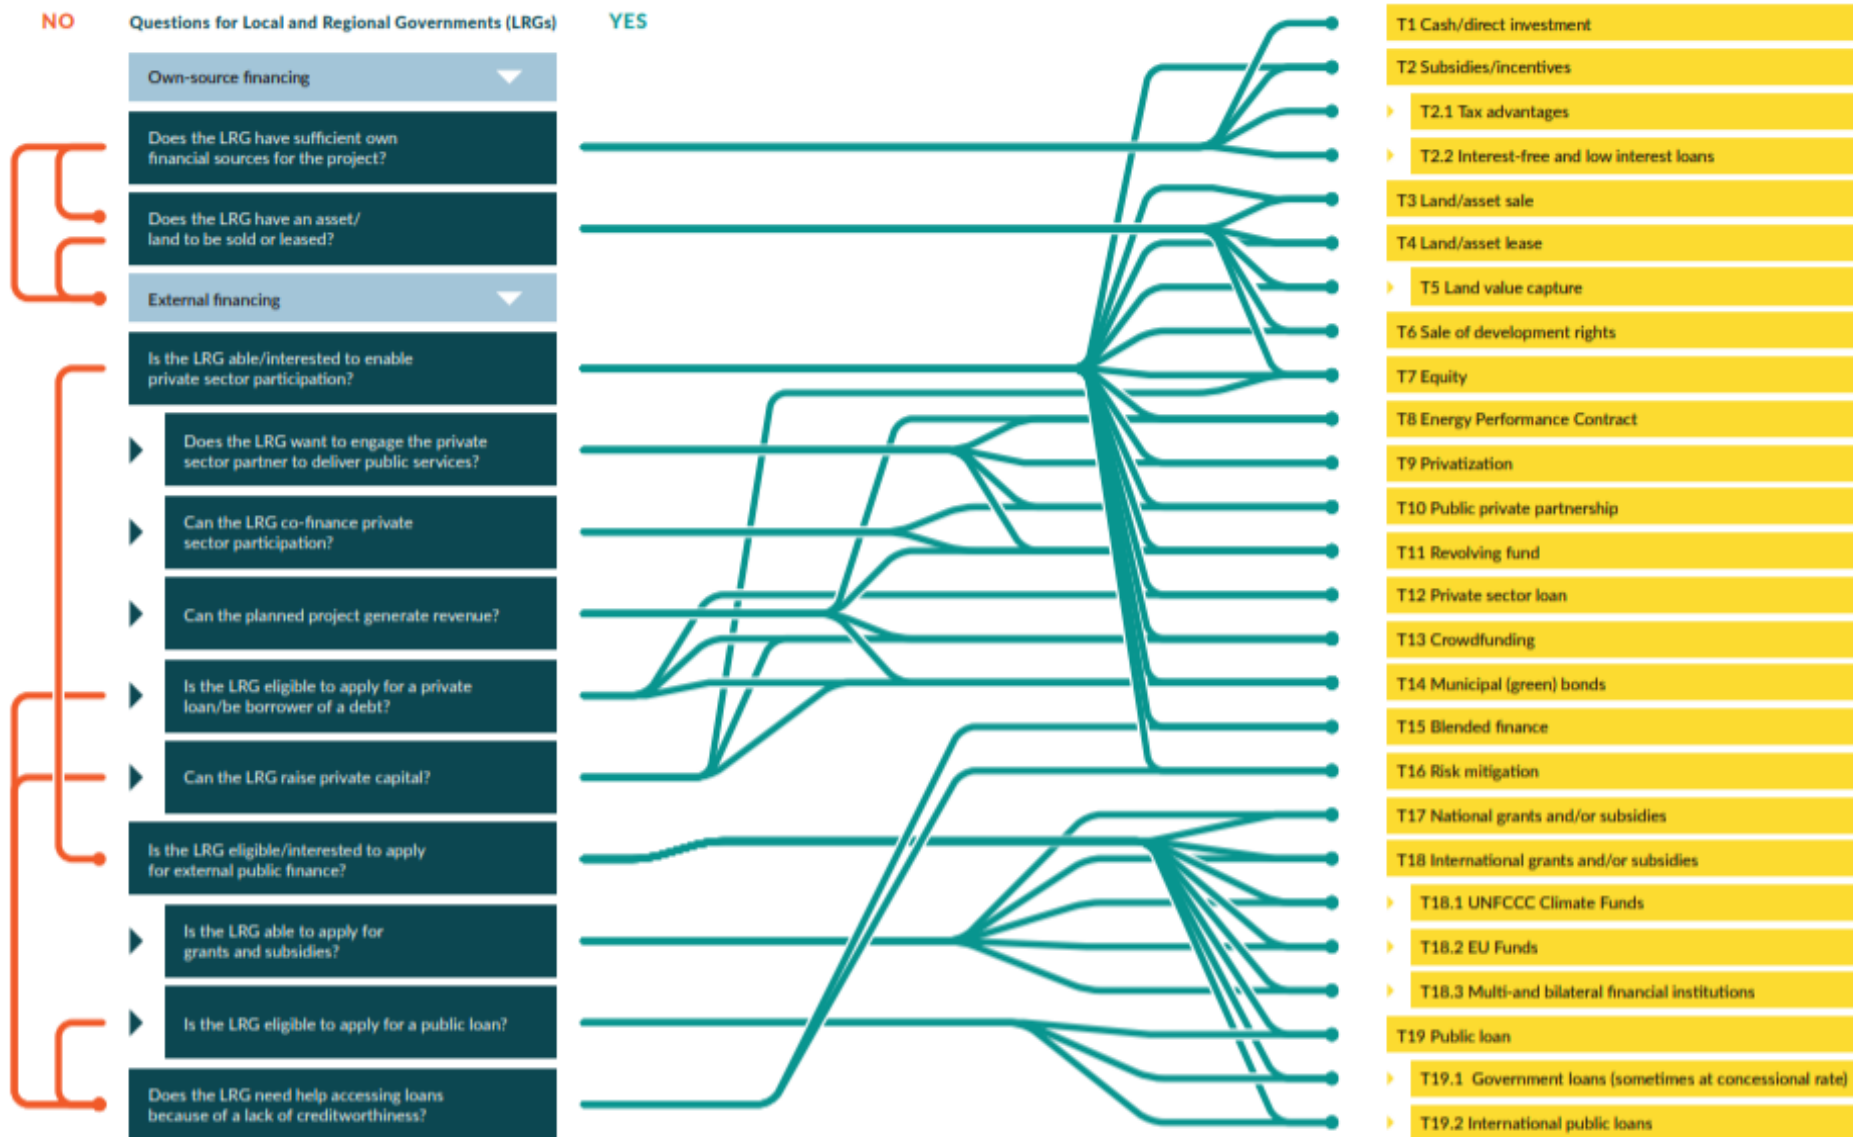 NO
Questions for Local and Regional Governments (LRGs)
YES
Own-source financing
Does the LRG have sufficient own
financial sources for the project?
Does the LRG have an asset/
land to be sold or leased?
External financing
Is the LRG able/interested to enable
private sector participation?
Does the LRG want to engage the private
sector partner to deliver public services?
Can the LRG co-finance private
sector participation?
Can the planned project generate revenue?
Is the LRG eligible to apply for a private
loan/be borrower of a debt?
Can the LRG raise private capital?
Is the LRG eligible/interested to apply
for external public finance?
Is the LRG able to apply for
grants and subsidies?
Is the LRG eligible to apply for a public loan?
Does the LRG need help accessing loans
because of a lack of creditworthiness?
T1 Cash/direct investment
T2 Subsidies/incentives
T2.1 Tax advantages
T2.2 Interest-free and low interest loans
T3 Land/asset sale
T4 Land/asset lease
T5 Land value capture
T6 Sale of development rights
T7 Equity
T8 Energy Performance Contract
T9 Privatization
T10 Public private partnership
T11 Revolving fund
T12 Private sector loan
T13 Crowdfunding
T14 Municipal (green) bonds
T15 Blended finance
T16 Risk mitigation
T17 National grants and/or subsidies
T18 International grants and/or subsidies
T18.1 UNFCCC Climate Funds
T18.2 EU Funds
T18.3 Multi-and bilateral financial institutions
T19 Public loan
T19.1 Government loans (sometimes at concessional rate)
T19.2 International public loans